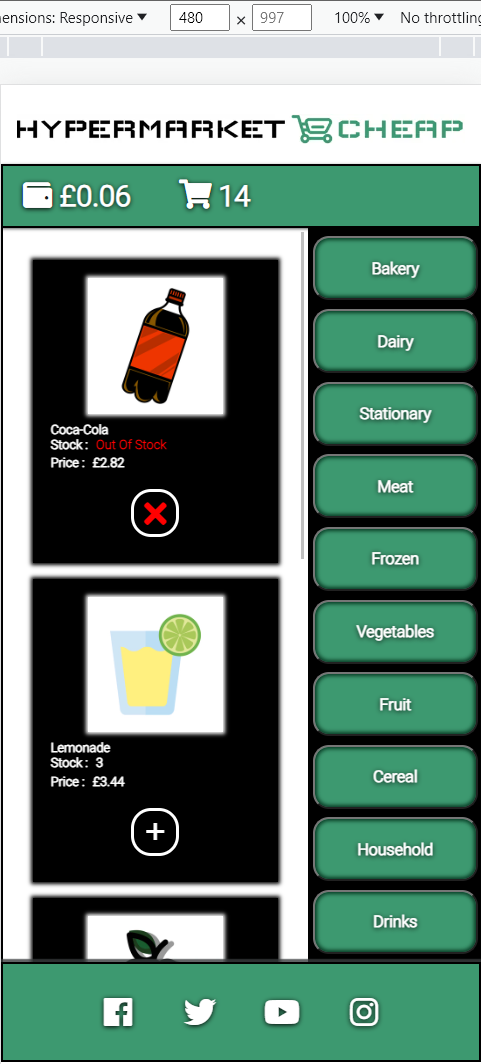 ensions: Responsive 480 × 997 100% No throttling
HYPERMARKET CHEAP
£0.06 14
Coca-Cola
Stock : Out Of Stock
Price : £2.82
Lemonade
Stock : 3
Price : £3.44
Bakery
Dairy
Stationary
Meat
Frozen
Vegetables
Fruit
Cereal
Household
Drinks